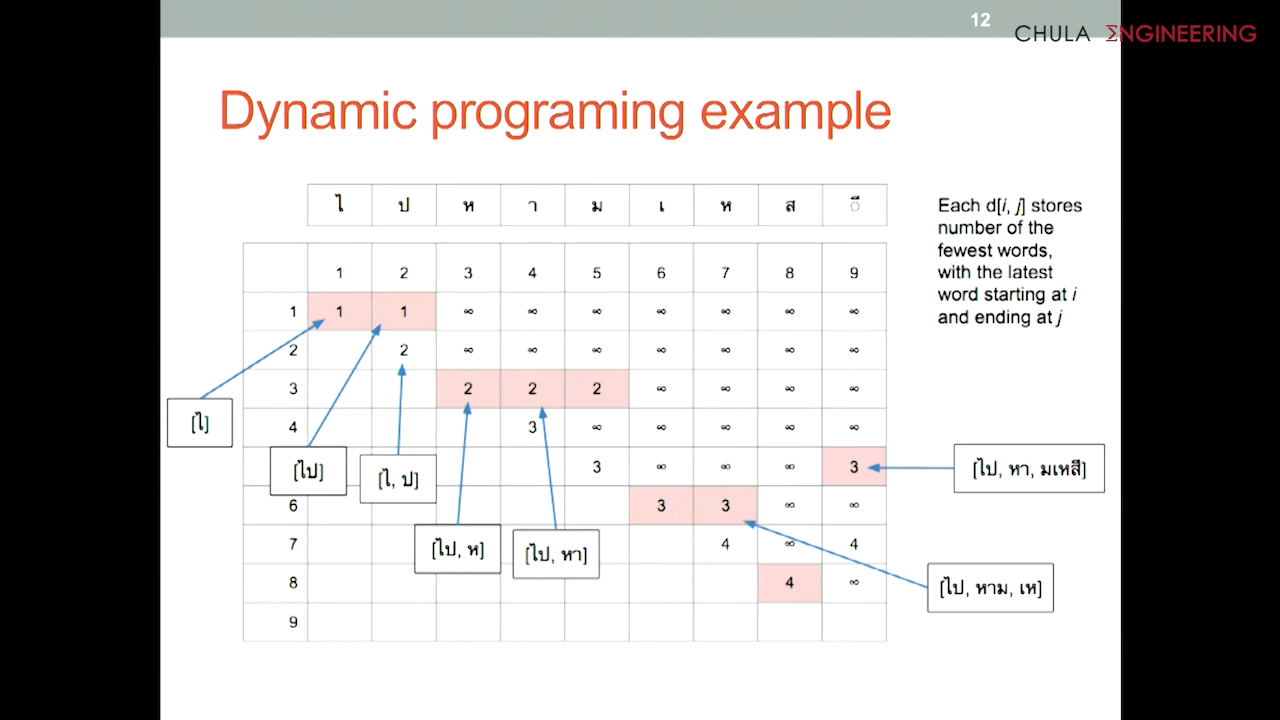 12
CHULA ΣNGINEERING
Dynamic programing example
ไ ป ห า ม เ ห ส ี
Each d[i, j] stores
number of the
fewest words,
with the latest
word starting at i
and ending at j
1 2 3 4 5 6 7 8 9
1 1 1 ∞ ∞ ∞ ∞ ∞ ∞ ∞
2 2 ∞ ∞ ∞ ∞ ∞ ∞ ∞
3 2 2 2 ∞ ∞ ∞ ∞
4 3 ∞ ∞ ∞ ∞ ∞
3 ∞ ∞ ∞ 3
6 3 3 ∞ ∞
7 4 ∞ 4
8 4 ∞
9
[ไ]
[ไป]
[ไ, ป]
[ไป, ห]
[ไป, หา]
[ไป, หา, มเหสี]
[ไป, หาม, เห]